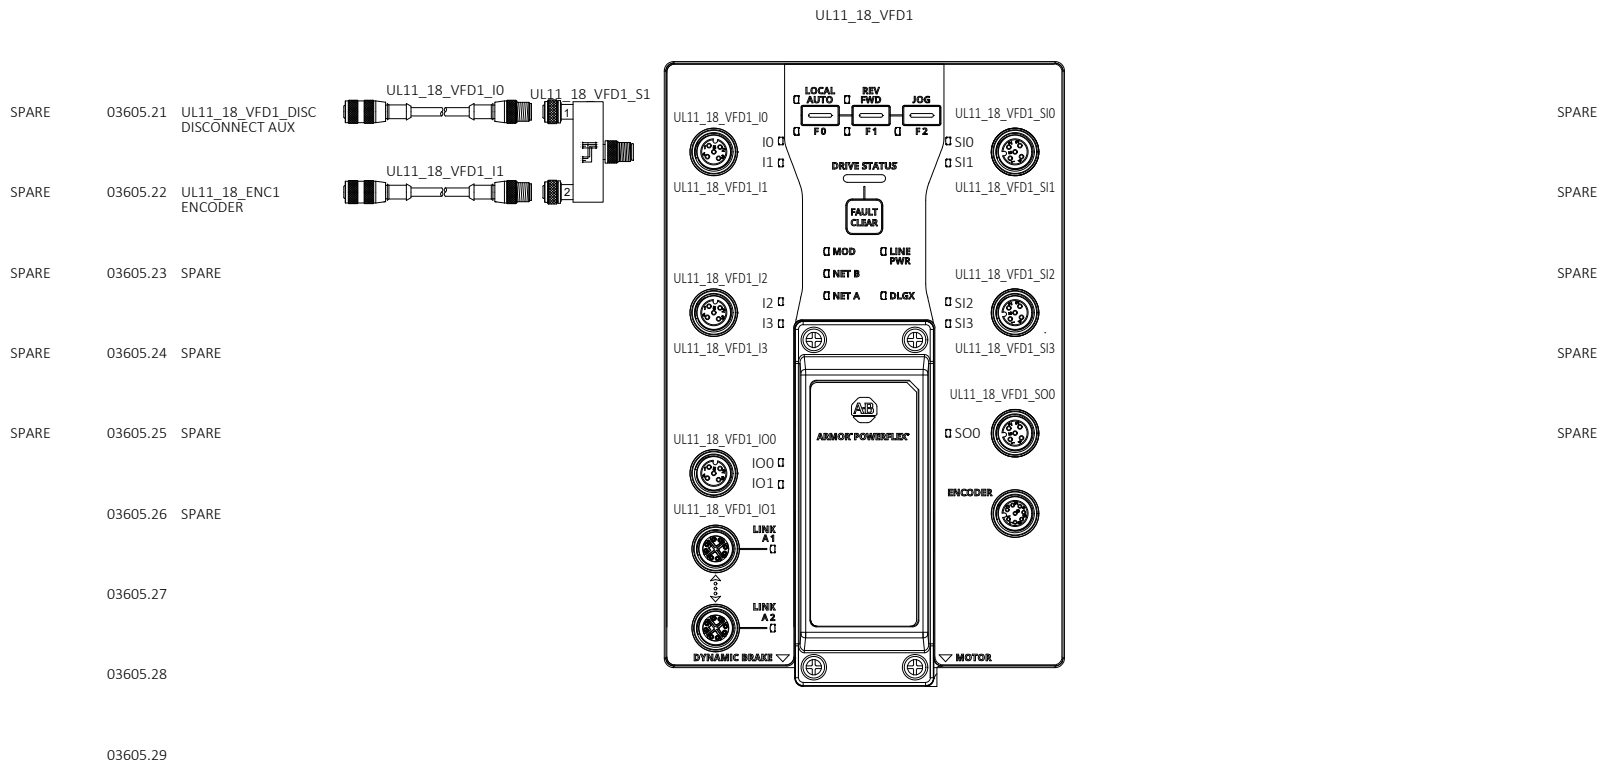 UL11_18_VFD1
SPARE 03605.21 UL11_18_VFD1_DISC
DISCONNECT AUX
UL11_18_VFD1_I0
UL11_18_VFD1_S1
1
SPARE 03605.22 UL11_18_ENC1
ENCODER
UL11_18_VFD1_I1
2
SPARE 03605.23 SPARE
SPARE 03605.24 SPARE
SPARE 03605.25 SPARE
03605.26 SPARE
03605.27
03605.28
03605.29
UL11_18_VFD1_I0
I0
I1
UL11_18_VFD1_I1
UL11_18_VFD1_I2
I2
I3
UL11_18_VFD1_I3
UL11_18_VFD1_IO0
IO0
IO1
UL11_18_VFD1_IO1
LINK
A1
LINK
A2
DYNAMIC BRAKE
LOCAL
AUTO
F0
REV
FWD
F1
JOG
F2
DRIVE STATUS
FAULT
CLEAR
MOD
LINE
PWR
NET B
NET A
DLGX
AB
ARMOR POWERFLEX
UL11_18_VFD1_SI0
SI0
SI1
UL11_18_VFD1_SI1
UL11_18_VFD1_SI2
SI2
SI3
UL11_18_VFD1_SI3
UL11_18_VFD1_SO0
SO0
ENCODER
MOTOR
SPARE
SPARE
SPARE
SPARE
SPARE